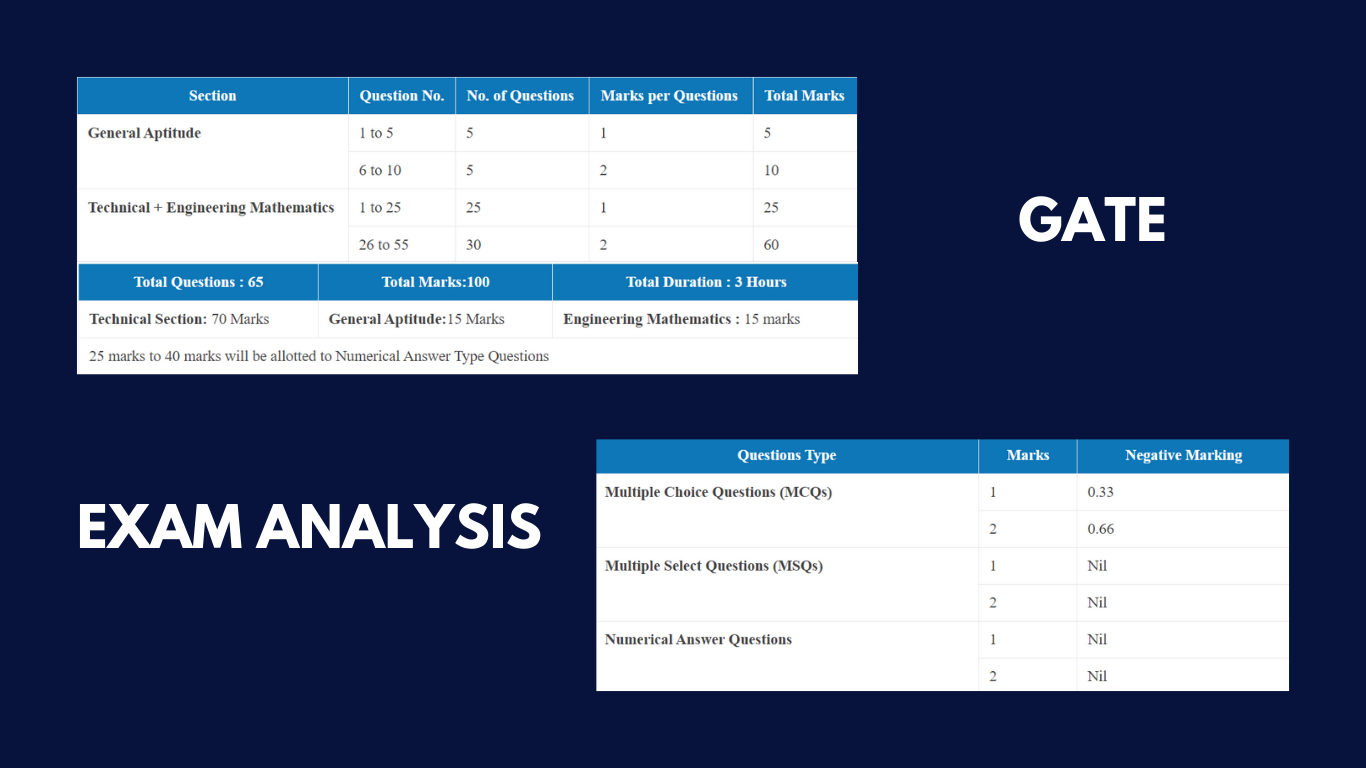 Section Question No. No. of Questions Marks per Questions Total Marks
General Aptitude 1 to 5 5 1 5
6 to 10 5 2 10
Technical + Engineering Mathematics 1 to 25 25 1 25
26 to 55 30 2 60
Total Questions : 65 Total Marks:100 Total Duration : 3 Hours
Technical Section: 70 Marks General Aptitude:15 Marks Engineering Mathematics : 15 marks
25 marks to 40 marks will be allotted to Numerical Answer Type Questions
GATE
EXAM ANALYSIS
Questions Type Marks Negative Marking
Multiple Choice Questions (MCQs) 1 0.33
2 0.66
Multiple Select Questions (MSQs) 1 Nil
2 Nil
Numerical Answer Questions 1 Nil
2 Nil